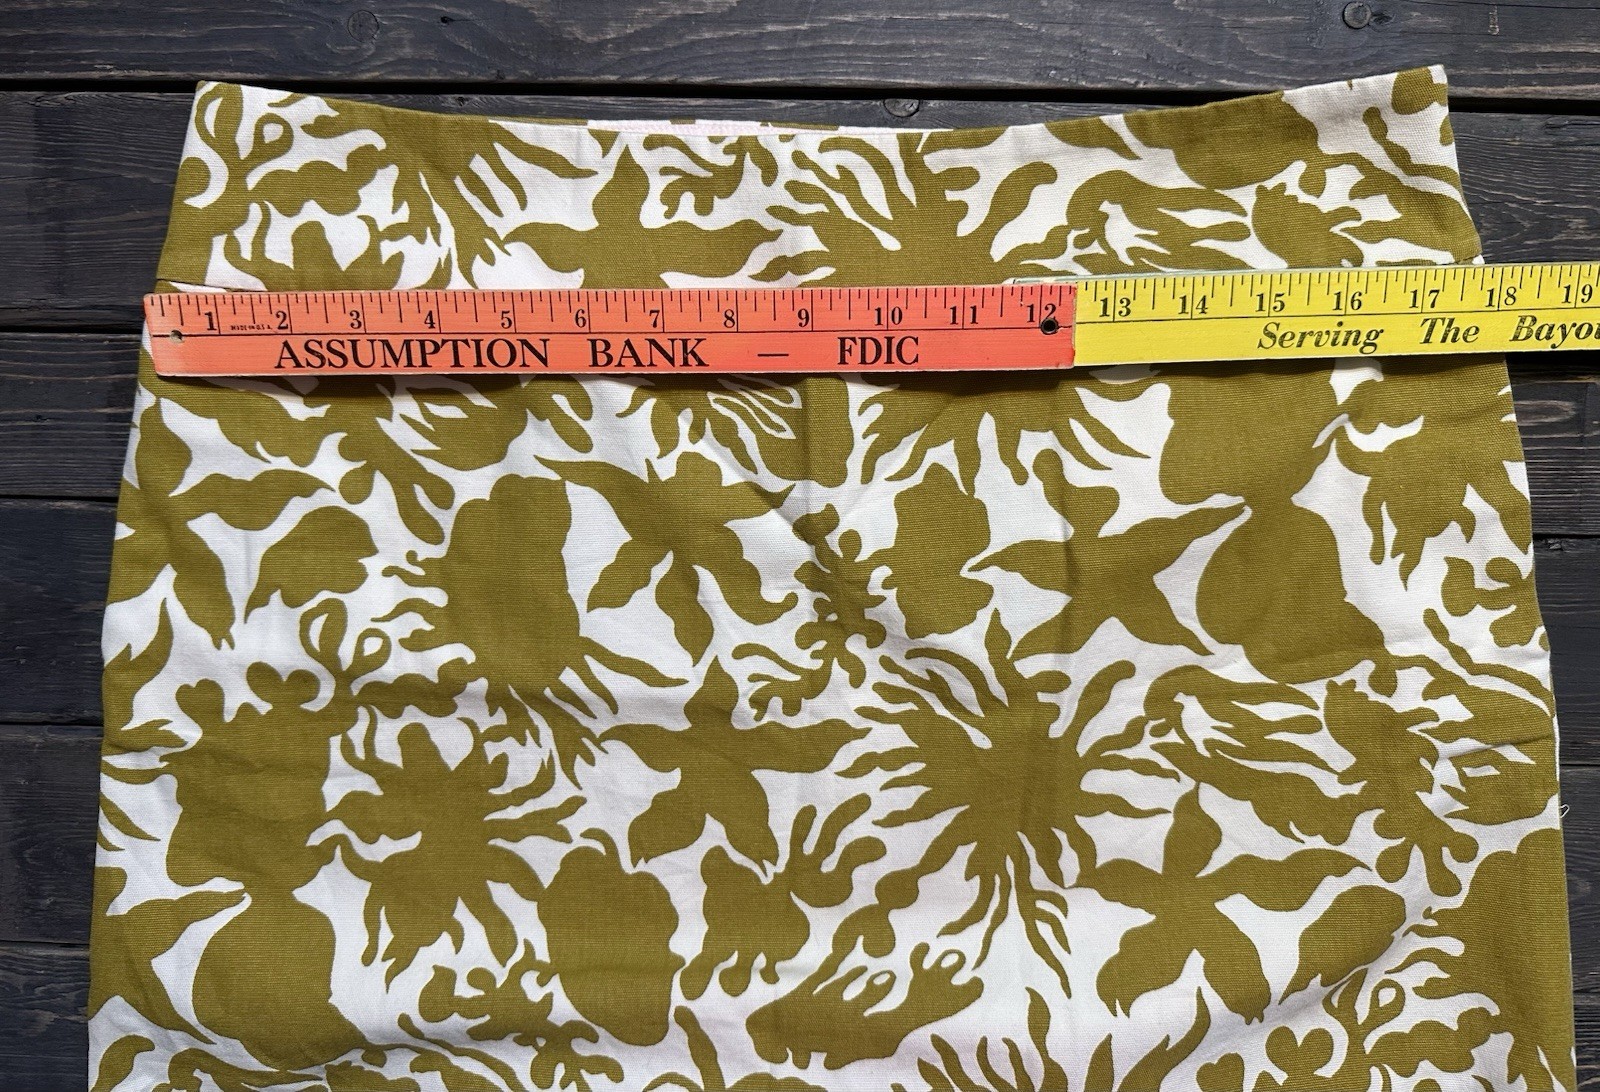 1 2 3 4 5 6 7 8 9 10 11 12 13 14 15 16 17 18 19
ASSUMPTION BANK — FDIC Serving The Bayou